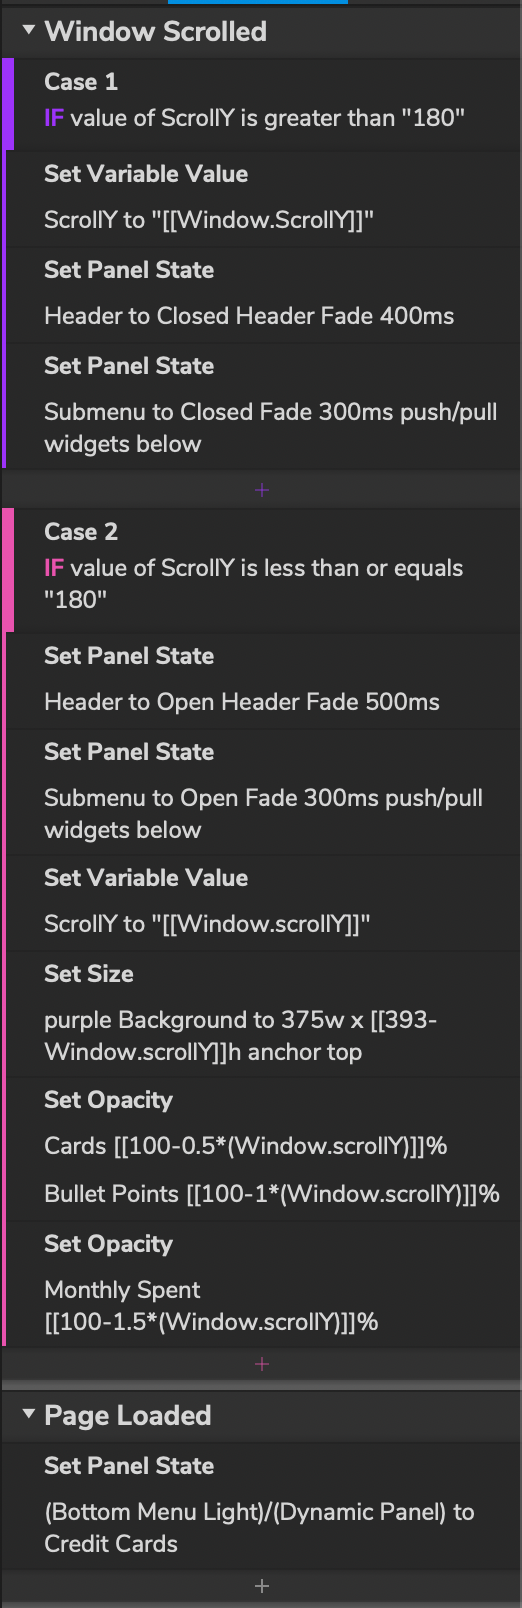 Window Scrolled
Case 1
IF value of ScrollY is greater than "180"
Set Variable Value
ScrollY to "[[Window.ScrollY]]"
Set Panel State
Header to Closed Header Fade 400ms
Set Panel State
Submenu to Closed Fade 300ms push/pull
widgets below
+
Case 2
IF value of ScrollY is less than or equals
"180"
Set Panel State
Header to Open Header Fade 500ms
Set Panel State
Submenu to Open Fade 300ms push/pull
widgets below
Set Variable Value
ScrollY to "[[Window.scrollY]]"
Set Size
purple Background to 375w x [[393-
Window.scrollY]]h anchor top
Set Opacity
Cards [[100-0.5*(Window.scrollY)]]%
Bullet Points [[100-1*(Window.scrollY)]]%
Set Opacity
Monthly Spent
[[100-1.5*(Window.scrollY)]]%
+
Page Loaded
Set Panel State
(Bottom Menu Light)/(Dynamic Panel) to
Credit Cards
+